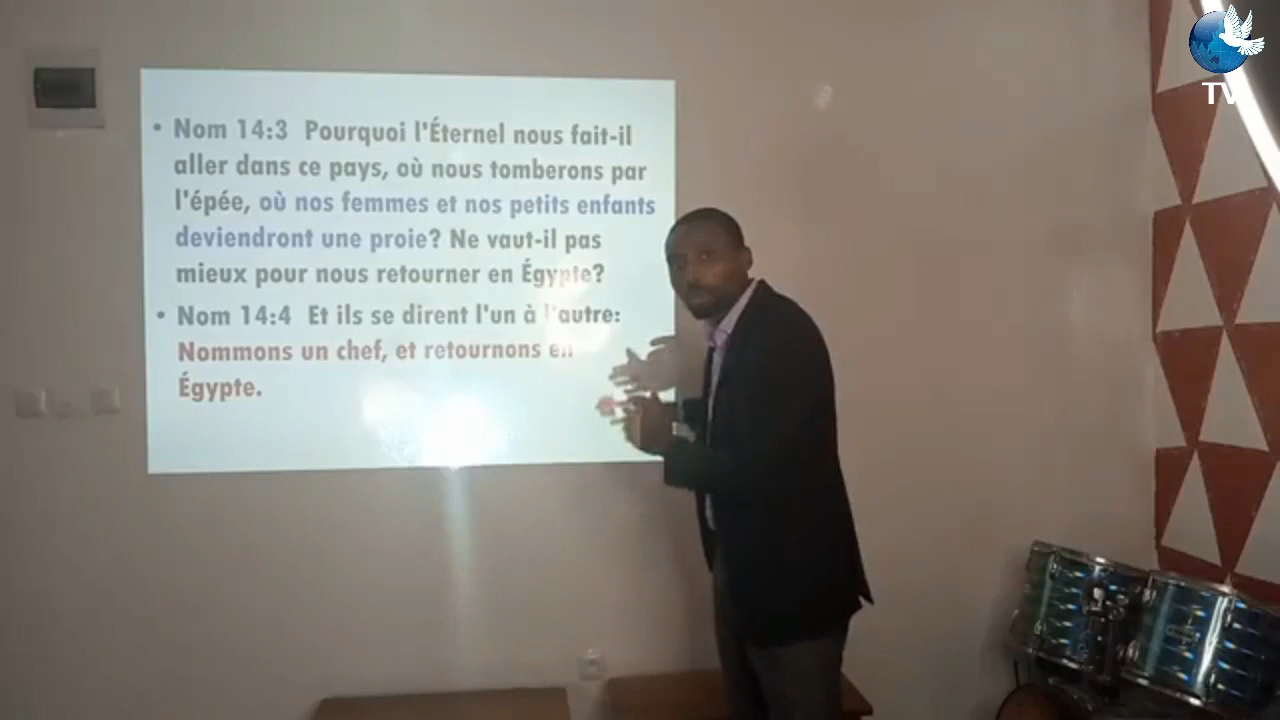 • Nom 14:3 Pourquoi l'Éternel nous fait-il
aller dans ce pays, où nous tomberons par
l'épée, où nos femmes et nos petits enfants
deviendront une proie? Ne vaut-il pas
mieux pour nous retourner en Égypte?
• Nom 14:4 Et ils se dirent l'un à l'autre:
Nommons un chef, et retournons en
Égypte.
TV